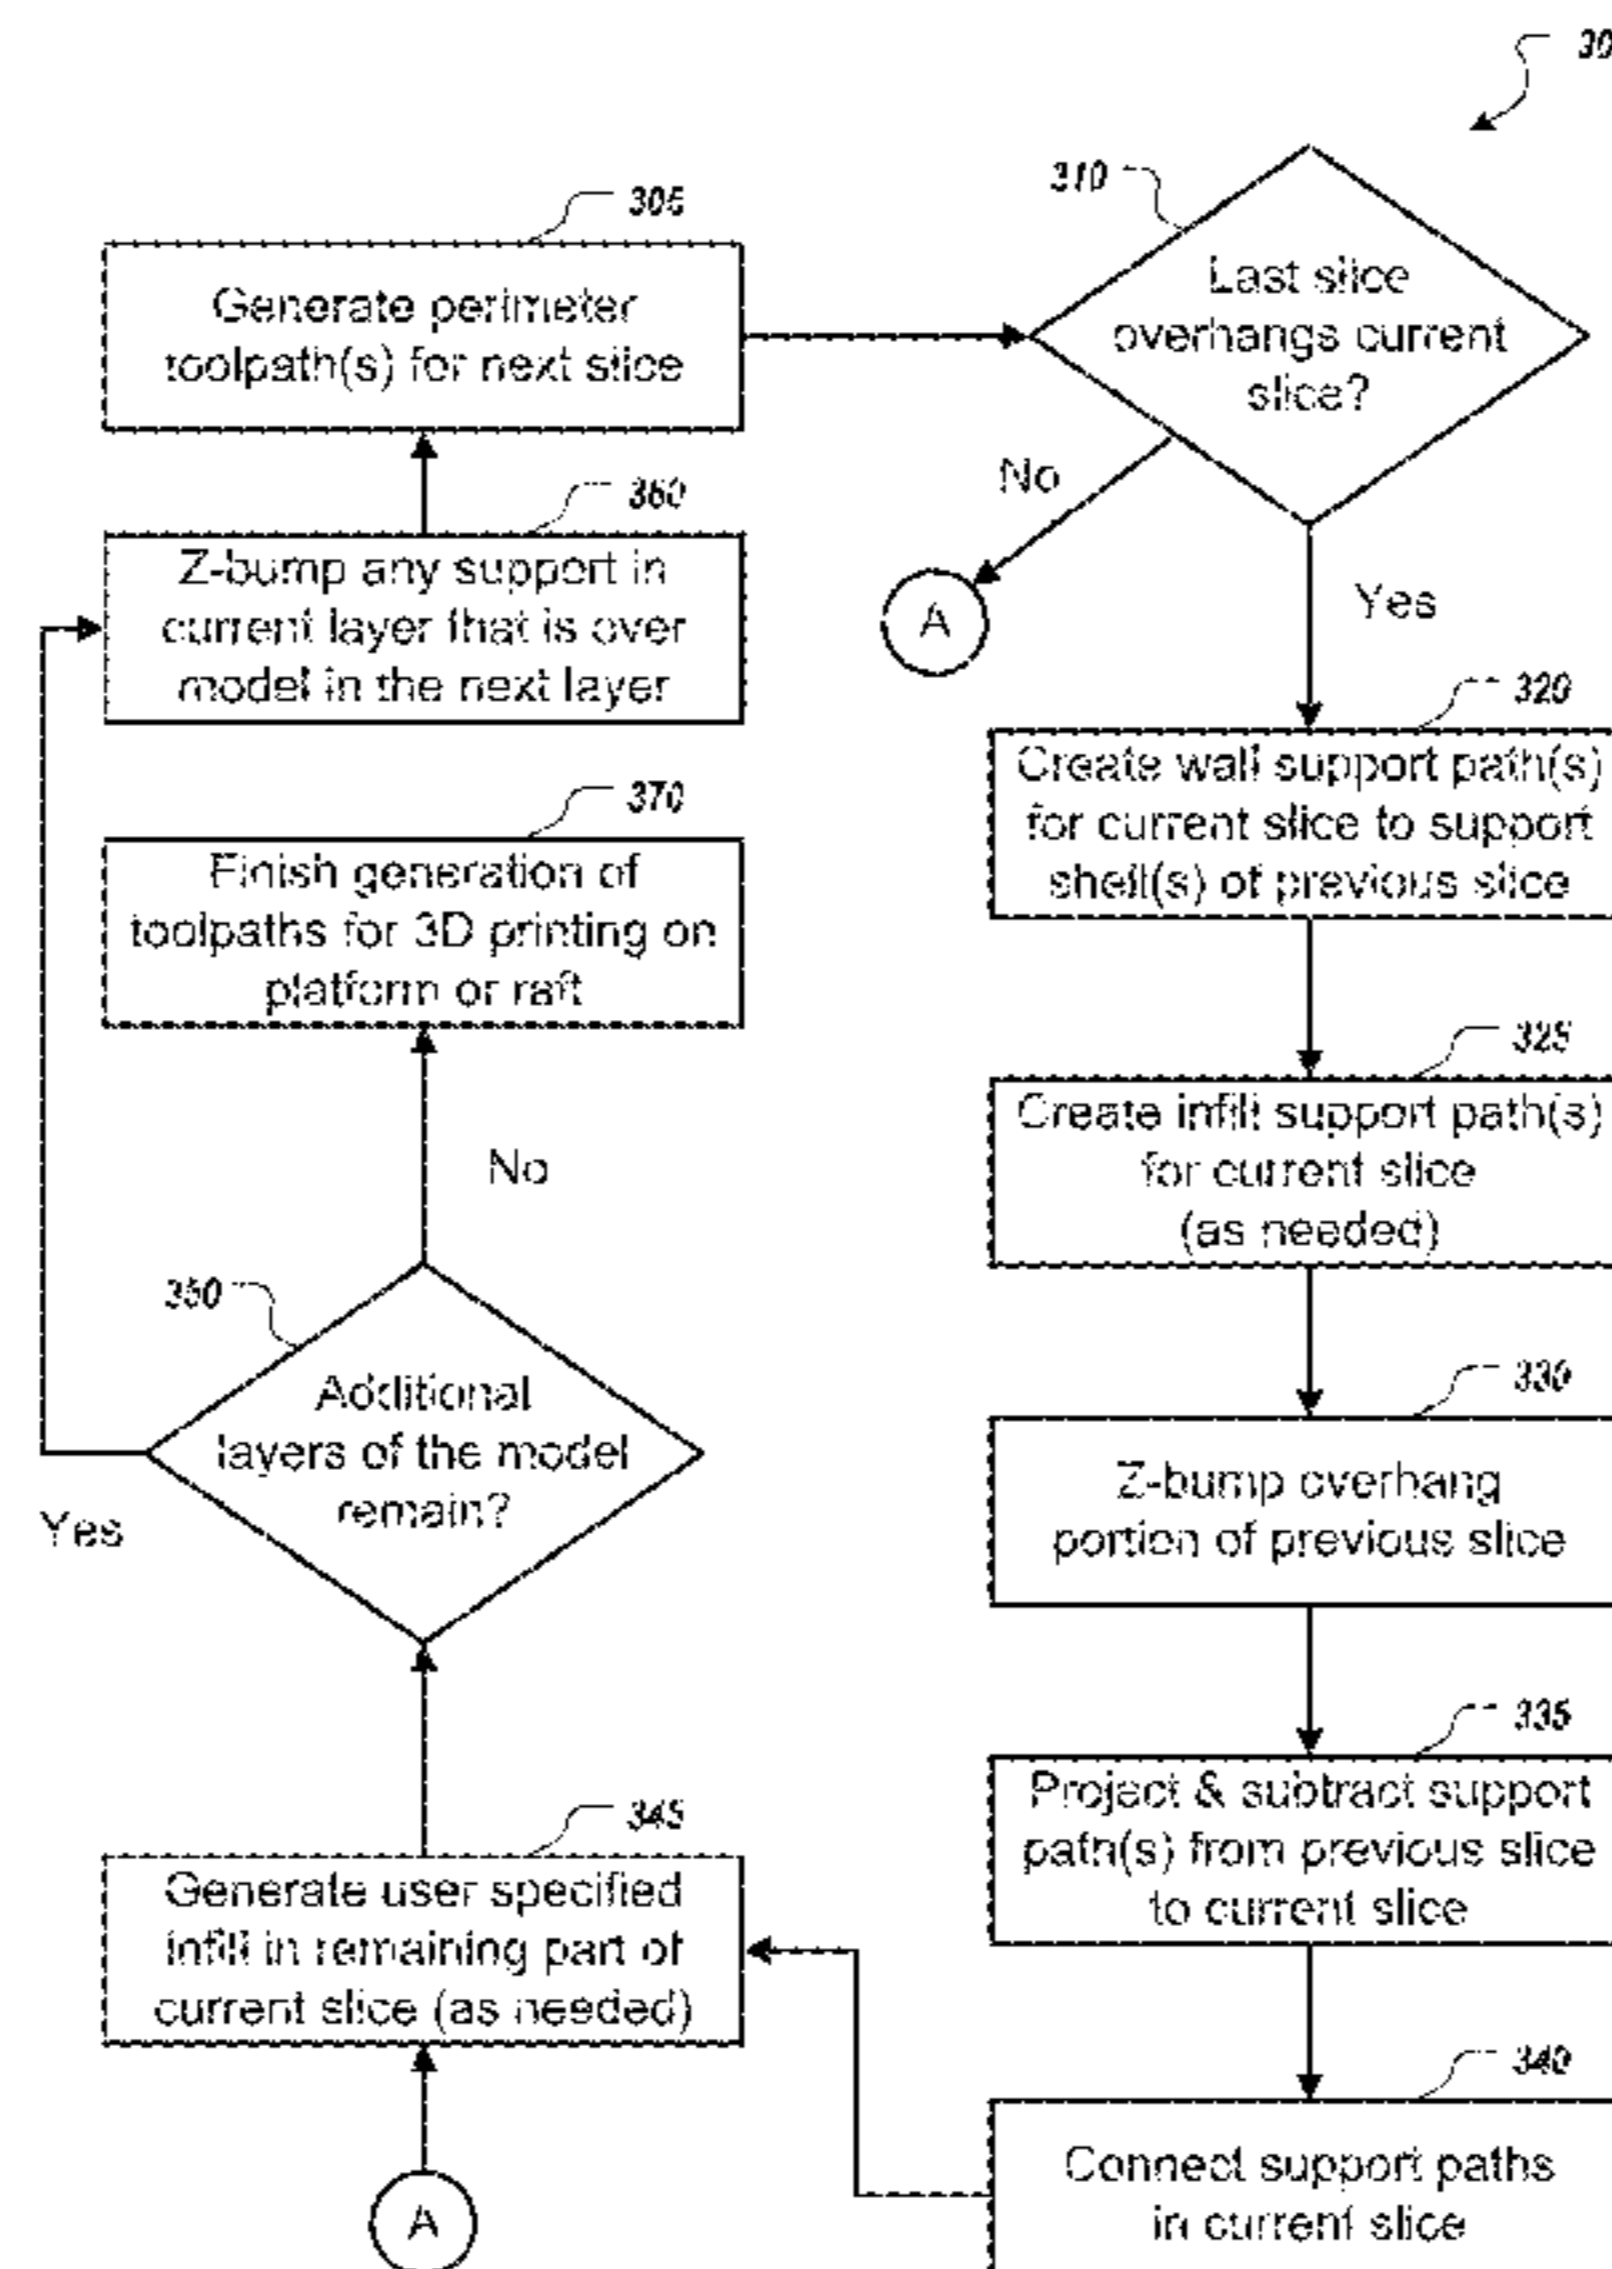 30
310
305
Last slice
overhangs current
slice?
Generate perimeter
toolpath(s) for next slice
No
A
Yes
360
Z-bump any support in
current layer that is over
model in the next layer
320
Create wall support path(s)
for current slice to support
shell(s) of previous slice
370
Finish generation of
toolpaths for 3D printing on
platform or raft
325
Create infill support path(s)
for current slice
(as needed)
No
350
Additional
layers of the model
remain?
Yes
330
Z-bump overhang
portion of previous slice
335
Project & subtract support
path(s) from previous slice
to current slice
345
Generate user specified
infill in remaining part of
current slice (as needed)
340
Connect support paths
in current slice
A